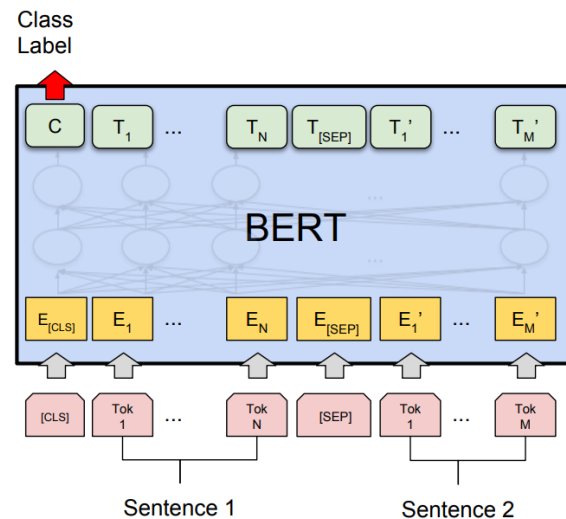 Class
Label
C T1 ... TN T[SEP] T1' ... TM'
...
BERT
...
E[CLS] E1 ... EN E[SEP] E1' ... EM'
[CLS] Tok 1 ... Tok N [SEP] Tok 1 ... Tok M
Sentence 1 Sentence 2